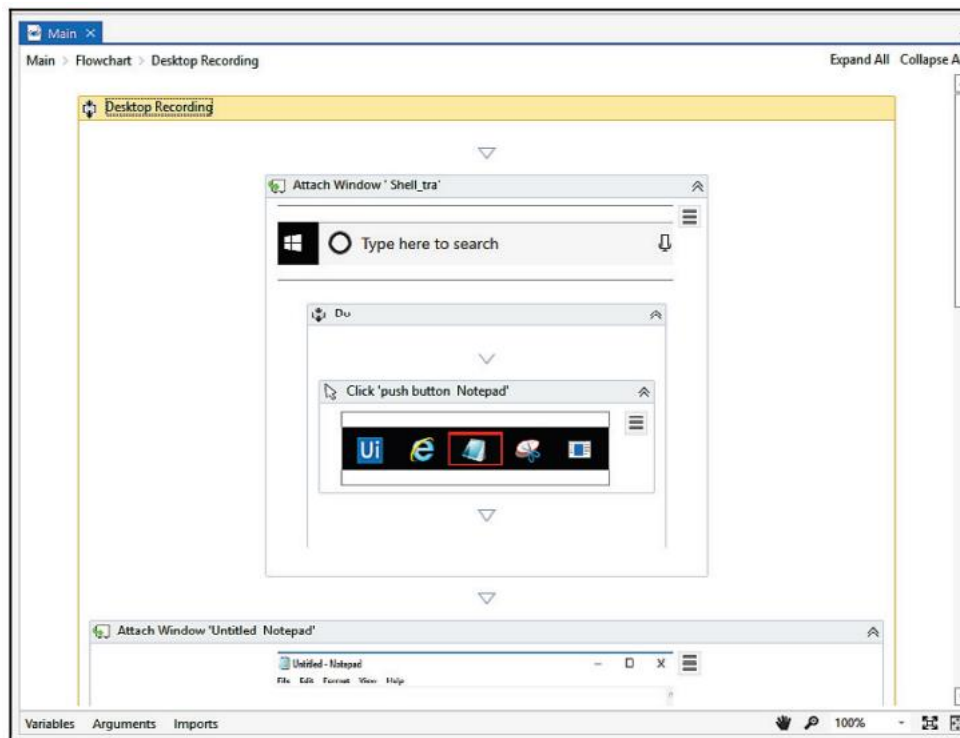 Main ×
Main > Flowchart > Desktop Recording
Expand All Collapse A
Desktop Recording
Attach Window ' Shell_tra'
Type here to search
Do
Click 'push button Notepad'
Ui
Attach Window 'Untitled Notepad'
Untitled - Notepad
File Edit Format View Help
Variables Arguments Imports
100%